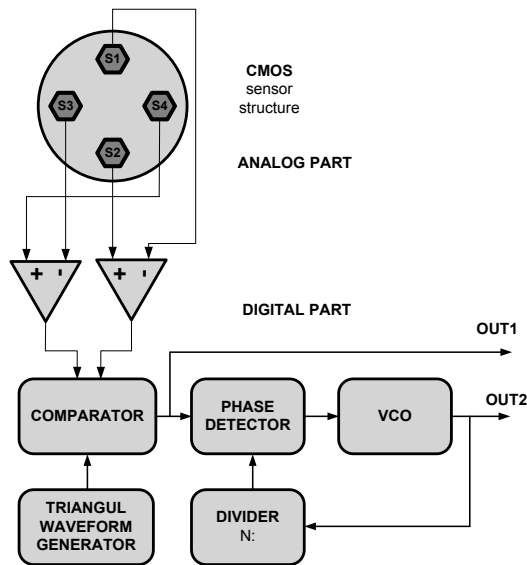 S1
CMOS
sensor
structure
S3
S4
S2
ANALOG PART
+ -
+ -
DIGITAL PART
OUT1
COMPARATOR
PHASE
DETECTOR
VCO
OUT2
TRIANGUL
WAVEFORM
GENERATOR
DIVIDER
N: